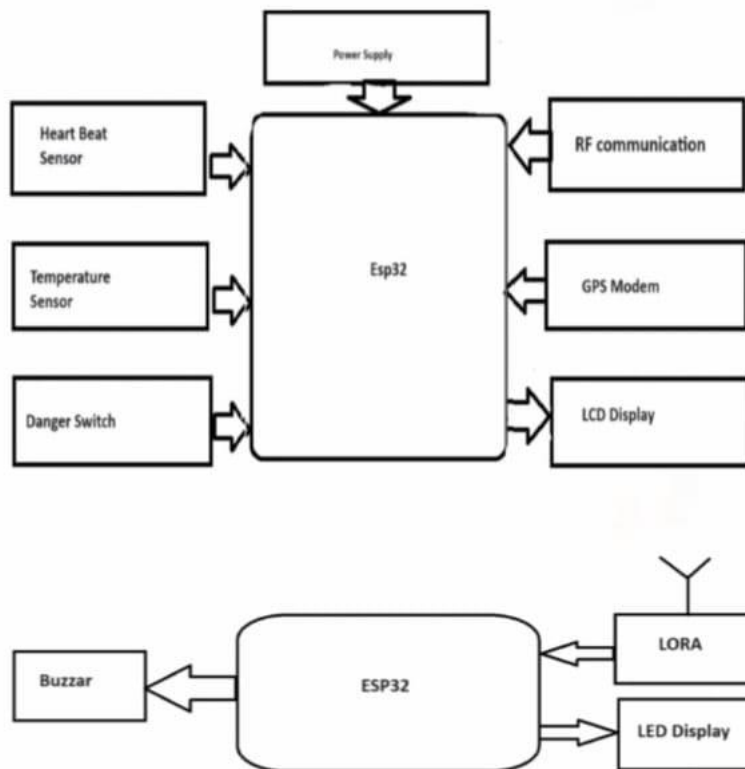 Power Supply
Heart Beat
Sensor
RF communication
Temperature
Sensor
Esp32
GPS Modem
Danger Switch
LCD Display
LORA
Buzzar
ESP32
LED Display